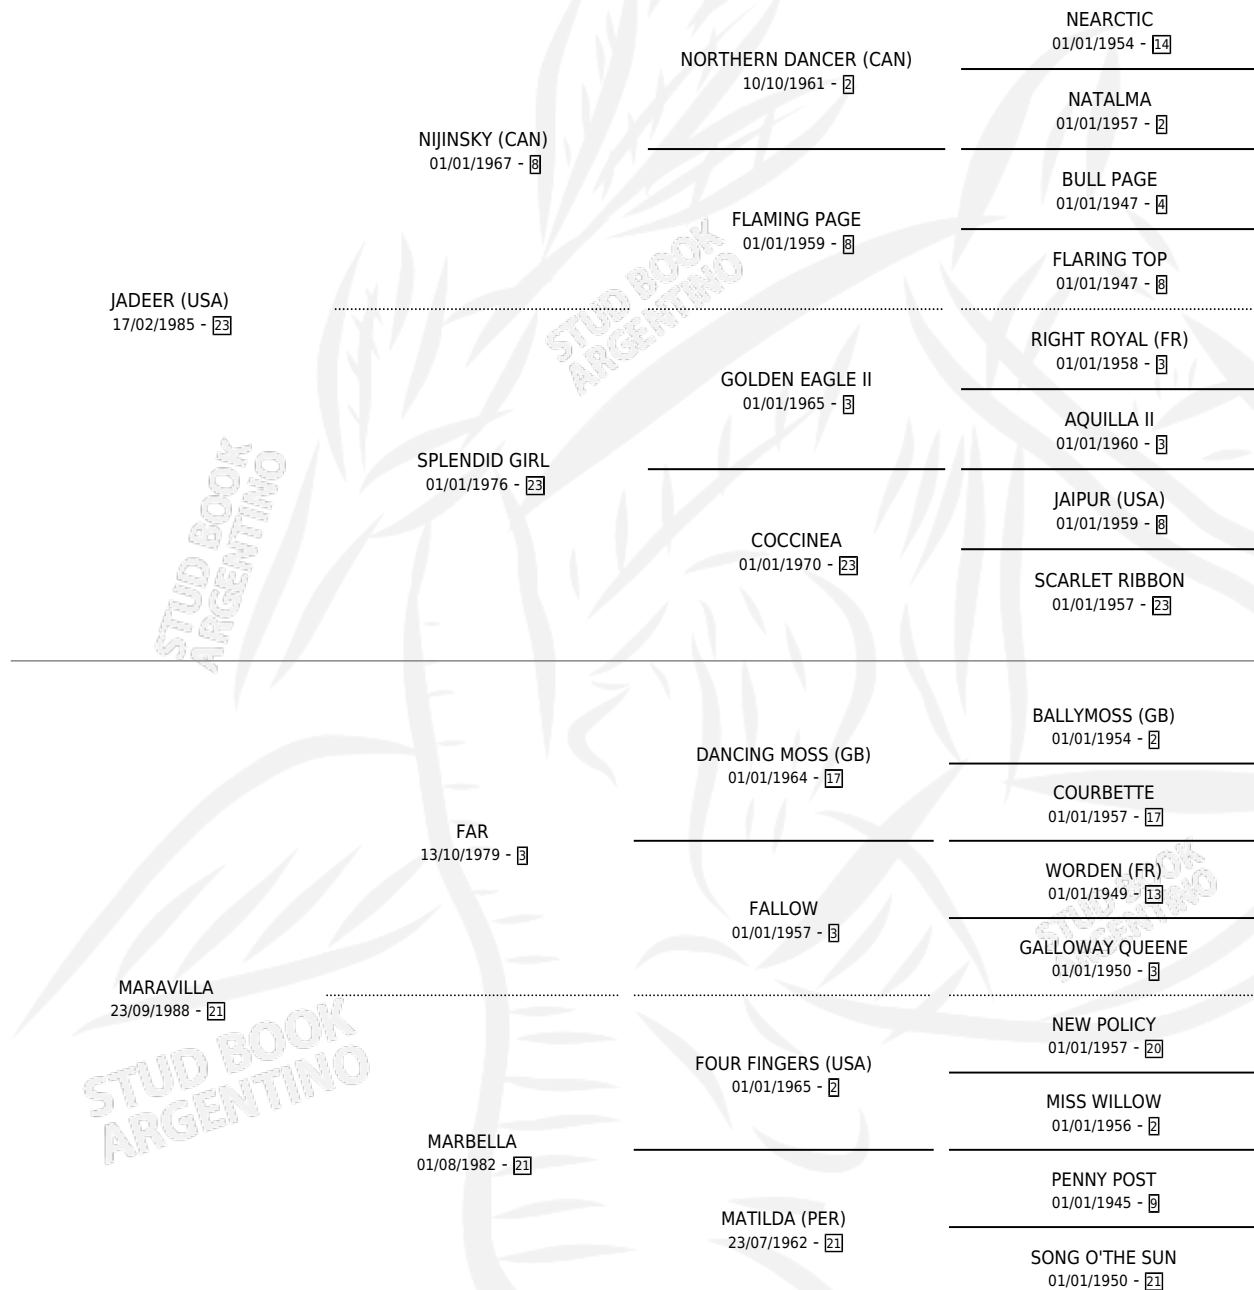 NEARCTIC
01/01/1954 - 14
NORTHERN DANCER (CAN)
10/10/1961 - 2
NATALMA
01/01/1957 - 2
NIJINSKY (CAN)
01/01/1967 - 8
BULL PAGE
01/01/1947 - 4
FLAMING PAGE
01/01/1959 - 8
FLARING TOP
01/01/1947 - 8
JADEER (USA)
17/02/1985 - 23
STUD BOOK
ARGENTINO
RIGHT ROYAL (FR)
01/01/1958 - 3
GOLDEN EAGLE II
01/01/1965 - 3
AQUILLA II
01/01/1960 - 3
SPLENDID GIRL
01/01/1976 - 23
JAIPUR (USA)
01/01/1959 - 8
COCCINEA
01/01/1970 - 23
SCARLET RIBBON
01/01/1957 - 23
STUD BOOK
ARGENTINO
BALLYMOSS (GB)
01/01/1954 - 2
DANCING MOSS (GB)
01/01/1964 - 17
COURBETTE
01/01/1957 - 17
FAR
13/10/1979 - 3
WORDEN (FR)
01/01/1949 - 13
FALLOW
01/01/1957 - 3
GALLOWAY QUEENE
01/01/1950 - 3
STUD BOOK
ARGENTINO
MARAVILLA
23/09/1988 - 21
STUD BOOK
ARGENTINO
NEW POLICY
01/01/1957 - 20
FOUR FINGERS (USA)
01/01/1965 - 2
MISS WILLOW
01/01/1956 - 2
MARBELLA
01/08/1982 - 21
PENNY POST
01/01/1945 - 9
MATILDA (PER)
23/07/1962 - 21
SONG O'THE SUN
01/01/1950 - 21